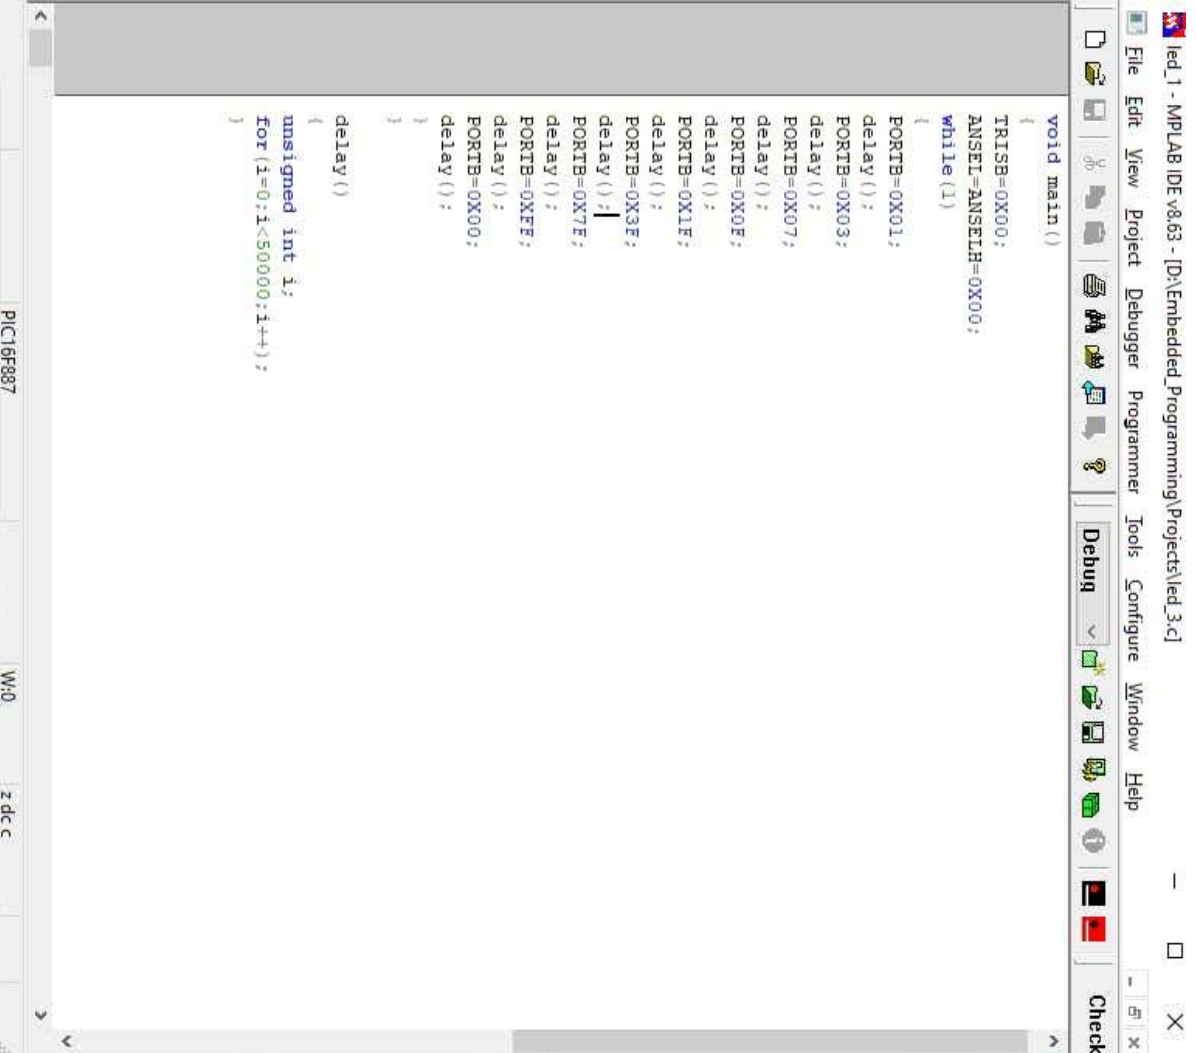 led_1 - MPLAB IDE v8.63 - [D:\Embedded_Programming\Projects\led_3.c]
File Edit View Project Debugger Programmer Tools Configure Window Help
Debug
Check
void main()
{
TRISB=0X00;
ANSEL=ANSELH=0X00;
while(1)
{
PORTB=0X01;
delay();
PORTB=0X03;
delay();
PORTB=0X07;
delay();
PORTB=0X0F;
delay();
PORTB=0X1F;
delay();
PORTB=0X3F;
delay();
PORTB=0X7F;
delay();
PORTB=0XFF;
delay();
PORTB=0X00;
delay();
}
}
delay()
{
unsigned int i;
for(i=0;i<50000;i++);
}
PIC16F887 W:0 z dc c